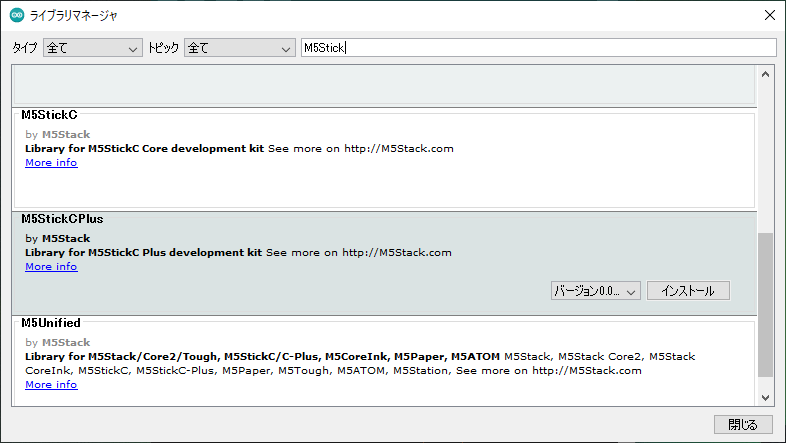 ライブラリマネージャ
タイプ 全て トピック 全て M5Stick
M5StickC
by M5Stack
Library for M5StickC Core development kit See more on http://M5Stack.com
More info
M5StickCPlus
by M5Stack
Library for M5StickC Plus development kit See more on http://M5Stack.com
More info
バージョン0.0... インストール
M5Unified
by M5Stack
Library for M5Stack/Core2/Tough, M5StickC/C-Plus, M5CoreInk, M5Paper, M5ATOM M5Stack, M5Stack Core2, M5Stack
CoreInk, M5StickC, M5StickC-Plus, M5Paper, M5Tough, M5ATOM, M5Station, See more on http://M5Stack.com
More info
閉じる